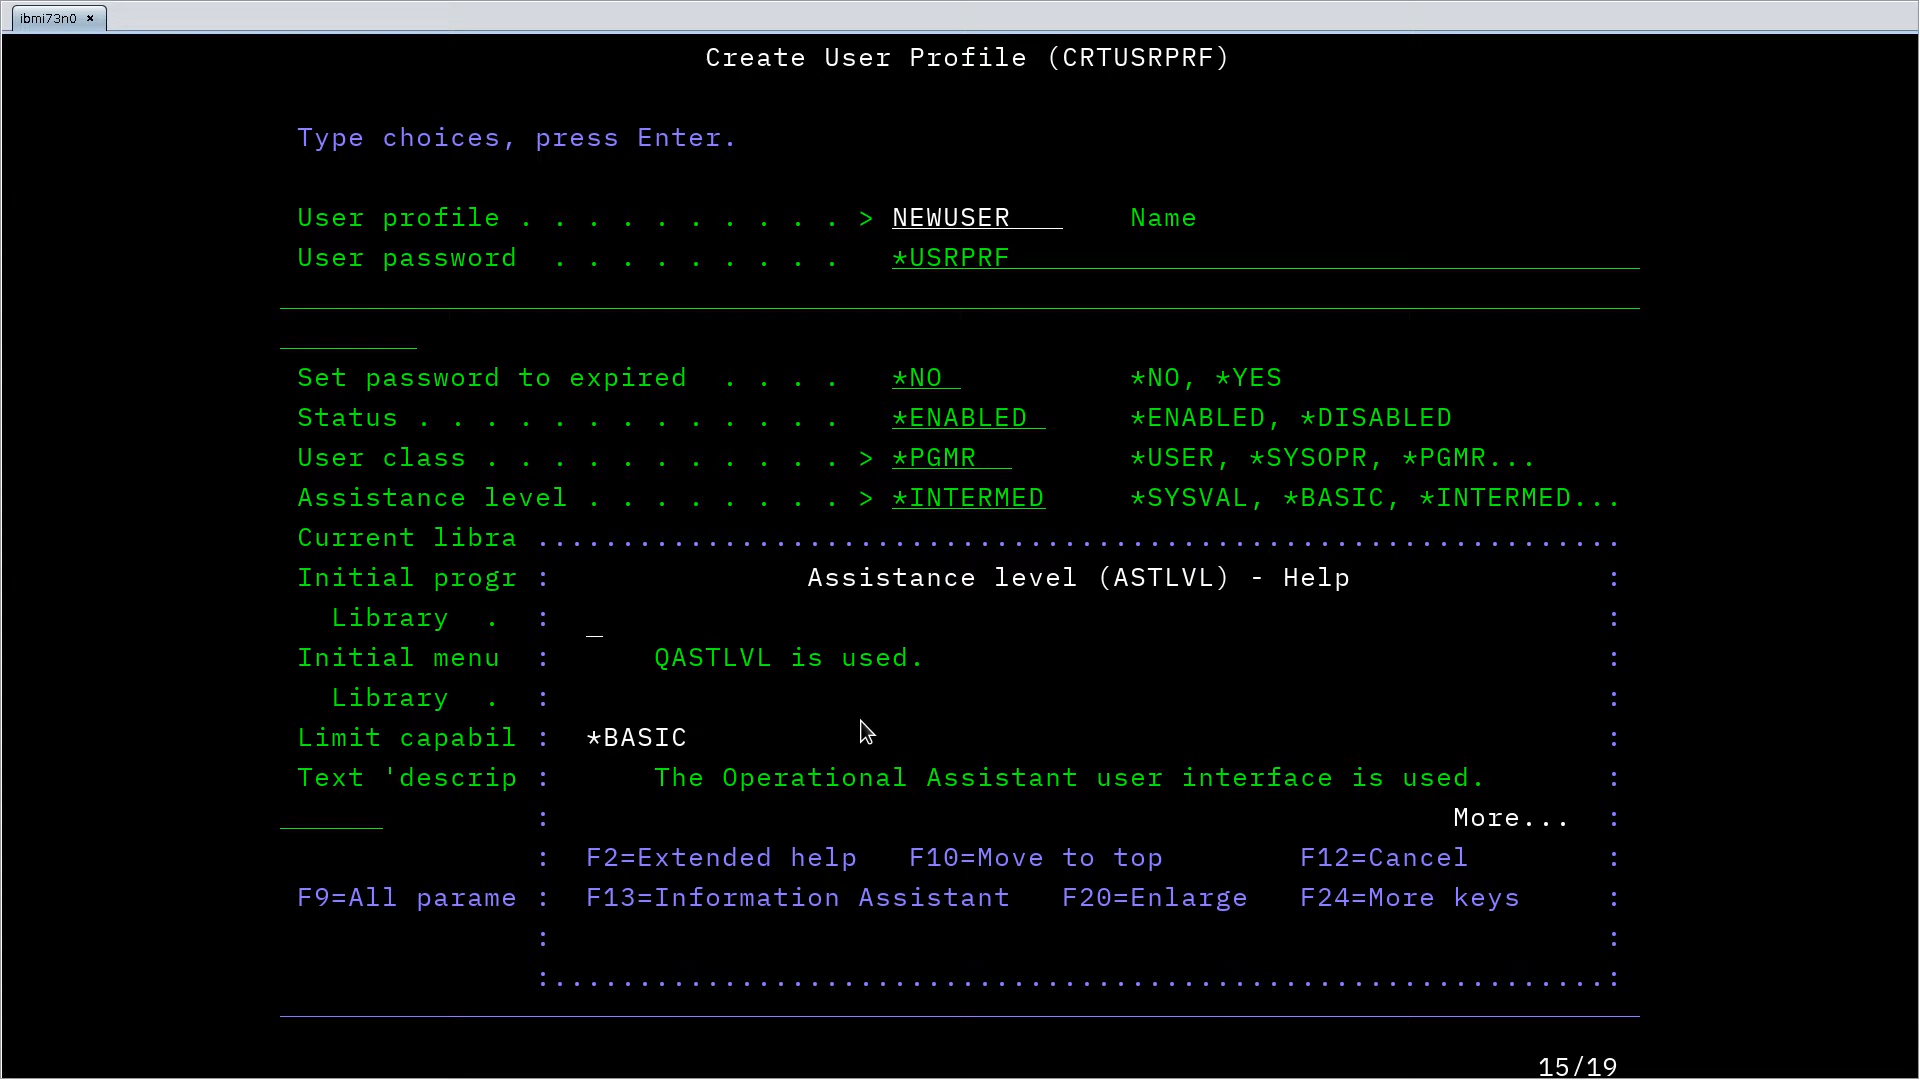 ibmi73n0 ×
Create User Profile (CRTUSRPRF)
Type choices, press Enter.
User profile . . . . . . . . . . > NEWUSER Name
User password . . . . . . . . . *USRPRF
Set password to expired . . . . *NO *NO, *YES
Status . . . . . . . . . . . . . *ENABLED *ENABLED, *DISABLED
User class . . . . . . . . . . . > *PGMR *USER, *SYSOPR, *PGMR...
Assistance level . . . . . . . . > *INTERMED *SYSVAL, *BASIC, *INTERMED...
Current libra ...............................................................
Initial progr : Assistance level (ASTLVL) - Help :
Library . : _ :
Initial menu : QASTLVL is used. :
Library . : :
Limit capabil : *BASIC :
Text 'descrip : The Operational Assistant user interface is used. :
: More... :
: F2=Extended help F10=Move to top F12=Cancel :
F9=All parame : F13=Information Assistant F20=Enlarge F24=More keys :
: :
:..............................................................:
15/19